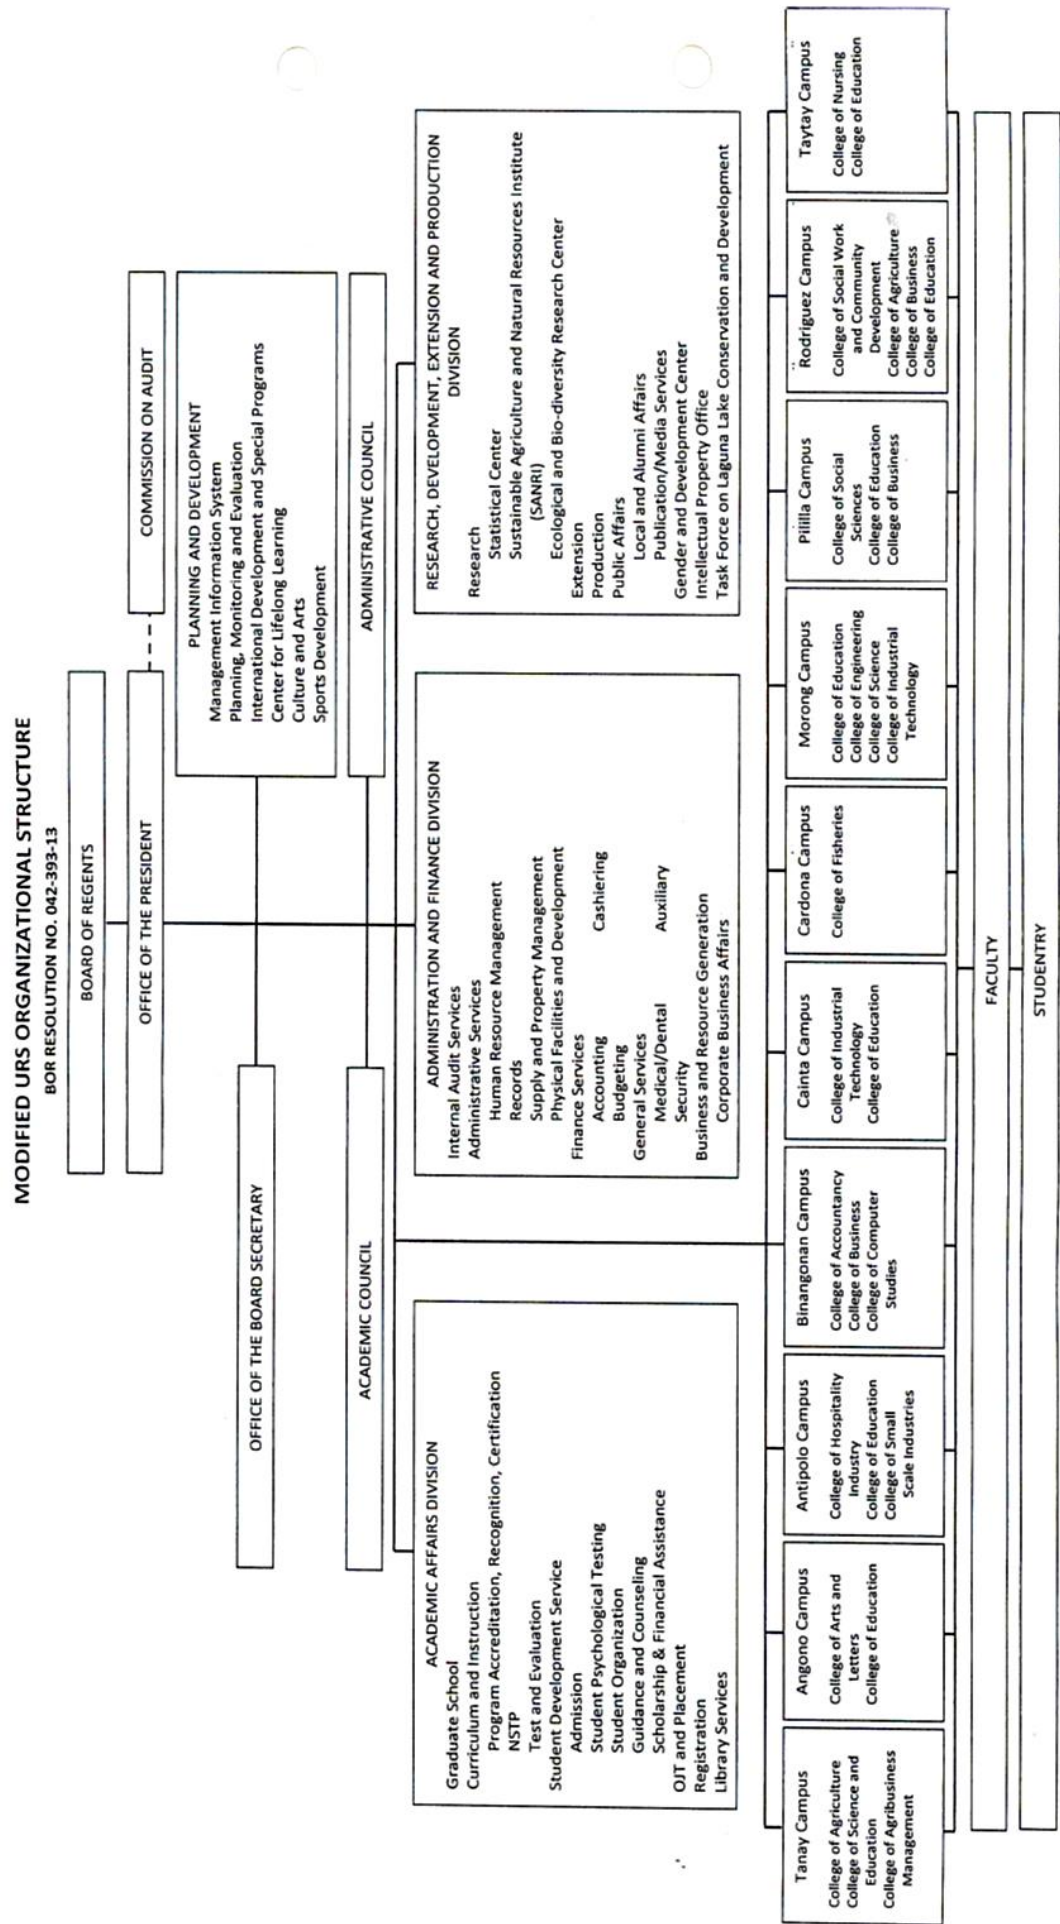 MODIFIED URS ORGANIZATIONAL STRUCTURE
BOR RESOLUTION NO. 042-393-13
BOARD OF REGENTS
OFFICE OF THE PRESIDENT
COMMISSION ON AUDIT
OFFICE OF THE BOARD SECRETARY
PLANNING AND DEVELOPMENT
Management Information System
Planning, Monitoring and Evaluation
International Development and Special Programs
Center for Lifelong Learning
Culture and Arts
Sports Development
ACADEMIC COUNCIL
ADMINISTRATIVE COUNCIL
ACADEMIC AFFAIRS DIVISION
Graduate School
Curriculum and Instruction
Program Accreditation, Recognition, Certification
NSTP
Test and Evaluation
Student Development Service
Admission
Student Psychological Testing
Student Organization
Guidance and Counseling
Scholarship & Financial Assistance
OJT and Placement
Registration
Library Services
ADMINISTRATION AND FINANCE DIVISION
Internal Audit Services
Administrative Services
Human Resource Management
Records
Supply and Property Management
Physical Facilities and Development
Finance Services
Accounting Cashiering
Budgeting
General Services
Medical/Dental Auxiliary
Security
Business and Resource Generation
Corporate Business Affairs
RESEARCH, DEVELOPMENT, EXTENSION AND PRODUCTION
DIVISION
Research
Statistical Center
Sustainable Agriculture and Natural Resources Institute
(SANRI)
Ecological and Bio-diversity Research Center
Extension
Production
Public Affairs
Local and Alumni Affairs
Publication/Media Services
Gender and Development Center
Intellectual Property Office
Task Force on Laguna Lake Conservation and Development
Tanay Campus
College of Agriculture
College of Science and
Education
College of Agribusiness
Management
Angono Campus
College of Arts and
Letters
College of Education
Antipolo Campus
College of Hospitality
Industry
College of Education
College of Small
Scale Industries
Binangonan Campus
College of Accountancy
College of Business
College of Computer
Studies
Cainta Campus
College of Industrial
Technology
College of Education
Cardona Campus
College of Fisheries
Morong Campus
College of Education
College of Engineering
College of Science
College of Industrial
Technology
Pililla Campus
College of Social
Sciences
College of Education
College of Business
Rodriguez Campus
College of Social Work
and Community
Development
College of Agriculture
College of Business
College of Education
Taytay Campus
College of Nursing
College of Education
FACULTY
STUDENTRY